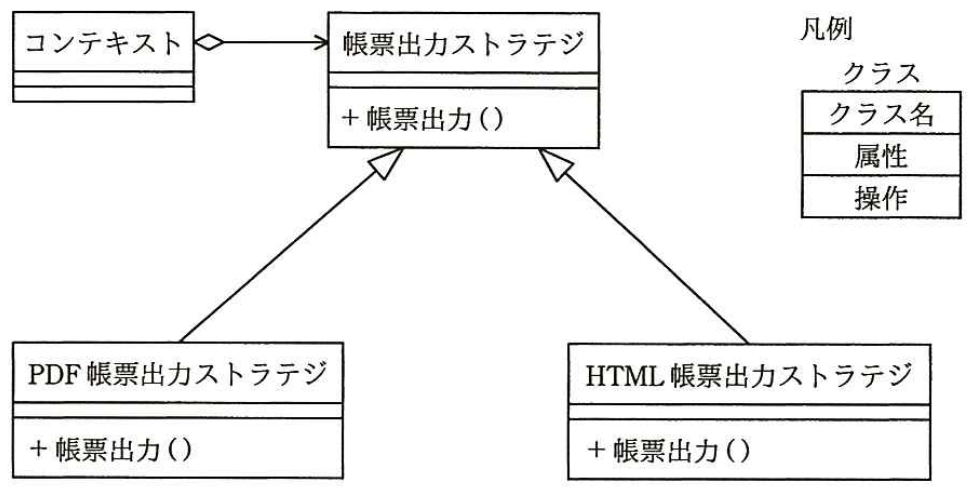 コンテキスト
帳票出力ストラテジ
+ 帳票出力()
凡例
クラス
クラス名
属性
操作
PDF 帳票出力ストラテジ
+ 帳票出力()
HTML 帳票出力ストラテジ
+ 帳票出力()